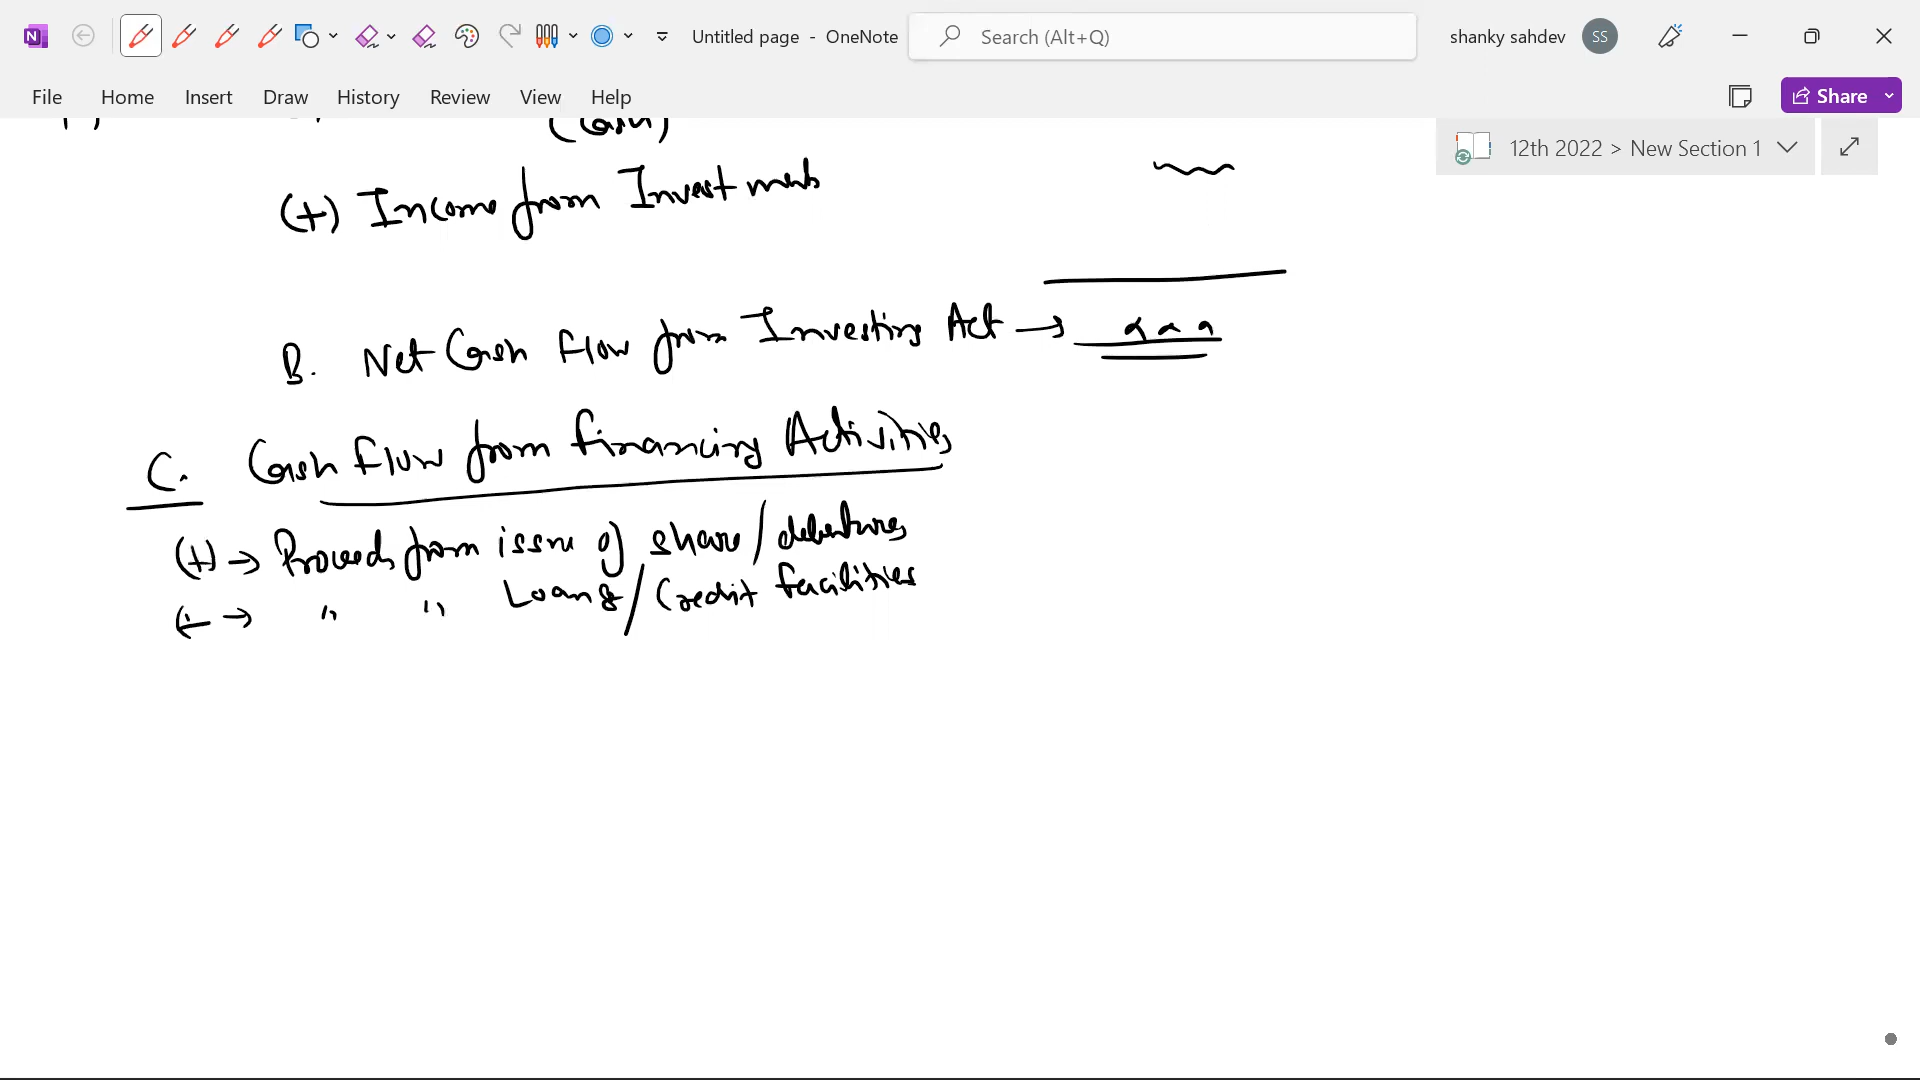 Untitled page - OneNote
Search (Alt+Q)
shanky sahdev
SS
File Home Insert Draw History Review View Help
Share
12th 2022 > New Section 1
(Cash)
(+) Income from Investments
B. Net Cash flow from Investing Act → xxx
C. Cash flow from financing Activities
(+) → Proceeds from issue of share/debentures
→ " " Loans/Credit facilities